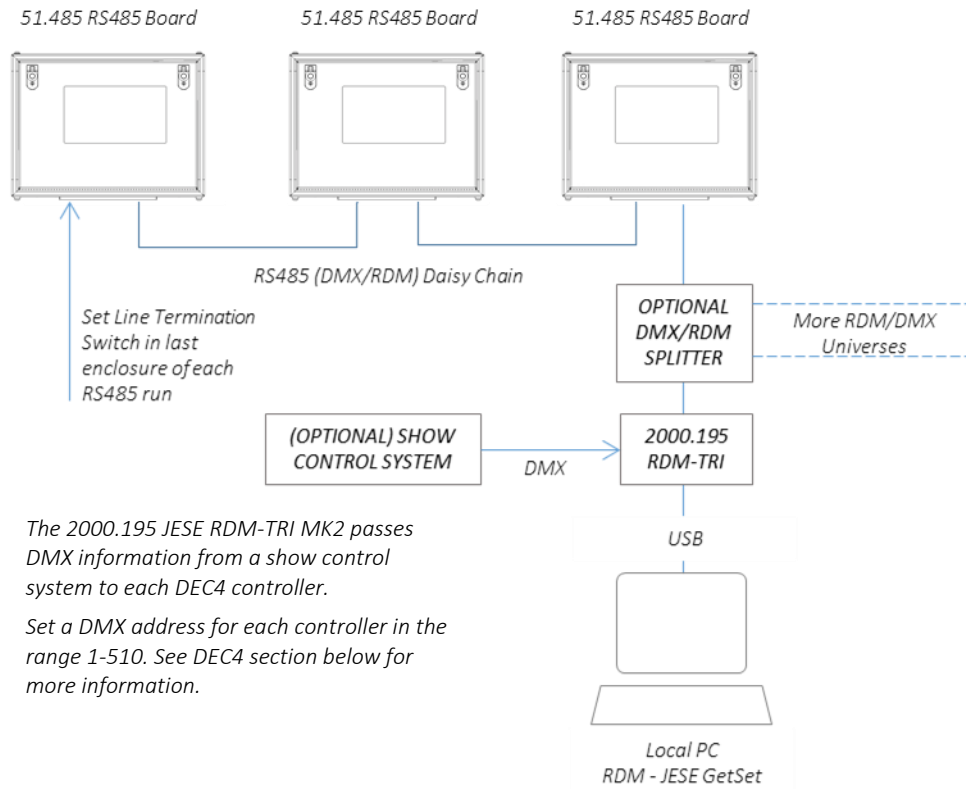 51.485 RS485 Board
51.485 RS485 Board
51.485 RS485 Board
RS485 (DMX/RDM) Daisy Chain
Set Line Termination
Switch in last
enclosure of each
RS485 run
OPTIONAL
DMX/RDM
SPLITTER
More RDM/DMX
Universes
(OPTIONAL) SHOW
CONTROL SYSTEM
DMX
2000.195
RDM-TRI
USB
The 2000.195 JESE RDM-TRI MK2 passes
DMX information from a show control
system to each DEC4 controller.
Set a DMX address for each controller in the
range 1-510. See DEC4 section below for
more information.
Local PC
RDM - JESE GetSet